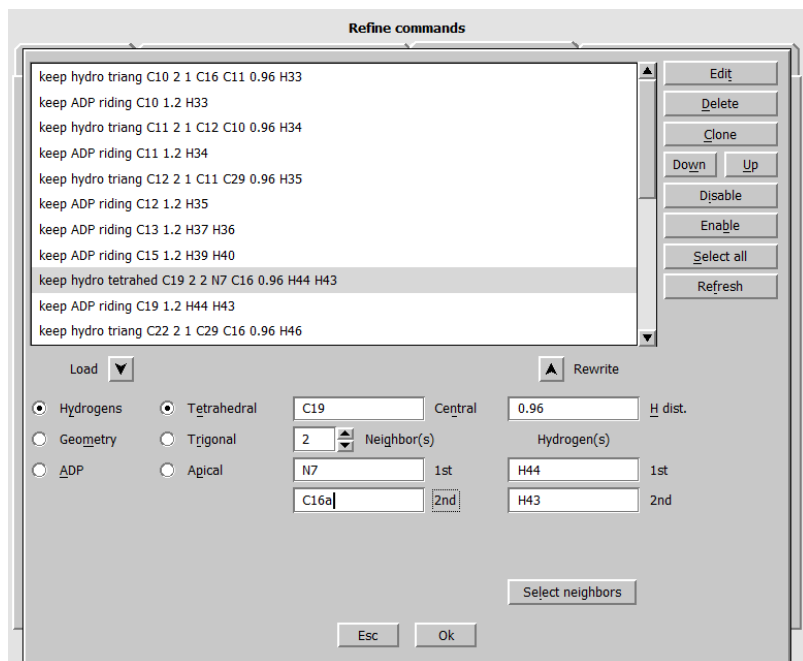 Refine commands
keep hydro triang C10 2 1 C16 C11 0.96 H33
keep ADP riding C10 1.2 H33
keep hydro triang C11 2 1 C12 C10 0.96 H34
keep ADP riding C11 1.2 H34
keep hydro triang C12 2 1 C11 C29 0.96 H35
keep ADP riding C12 1.2 H35
keep ADP riding C13 1.2 H37 H36
keep ADP riding C15 1.2 H39 H40
keep hydro tetrahed C19 2 2 N7 C16 0.96 H44 H43
keep ADP riding C19 1.2 H44 H43
keep hydro triang C22 2 1 C29 C16 0.96 H46
Edit
Delete
Clone
Down Up
Disable
Enable
Select all
Refresh
Load Rewrite
Hydrogens Tetrahedral C19 Central 0.96 H dist.
Geometry Trigonal 2 Neighbor(s) Hydrogen(s)
ADP Apical N7 1st H44 1st
C16a 2nd H43 2nd
Select neighbors
Esc Ok